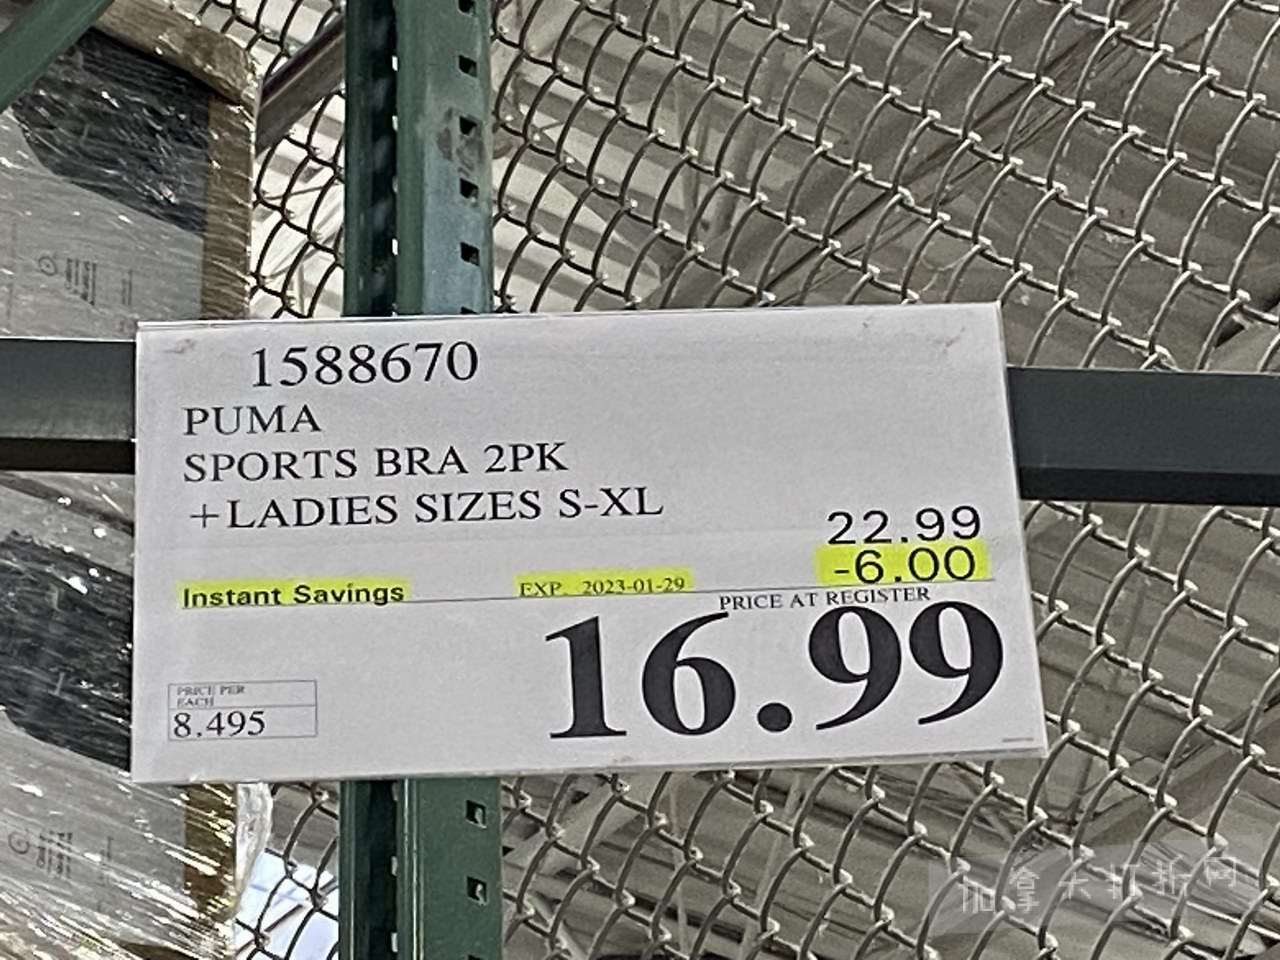 1588670
PUMA
SPORTS BRA 2PK
+LADIES SIZES S-XL
22.99
Instant Savings EXP. 2023-01-29 -6.00
PRICE AT REGISTER
16.99
PRICE PER
EACH
8.495
加拿大打折网